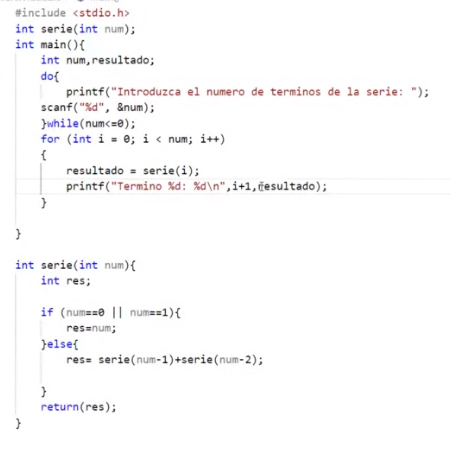 #include <stdio.h>
int serie(int num);
int main(){
    int num,resultado;
    do{
        printf("Introduzca el numero de terminos de la serie: ");
    scanf("%d", &num);
    }while(num<=0);
    for (int i = 0; i < num; i++)
    {
        resultado = serie(i);
        printf("Termino %d: %d\n",i+1,resultado);
    }

}

int serie(int num){
    int res;

    if (num==0 || num==1){
        res=num;
    }else{
        res= serie(num-1)+serie(num-2);

    }
    return(res);
}